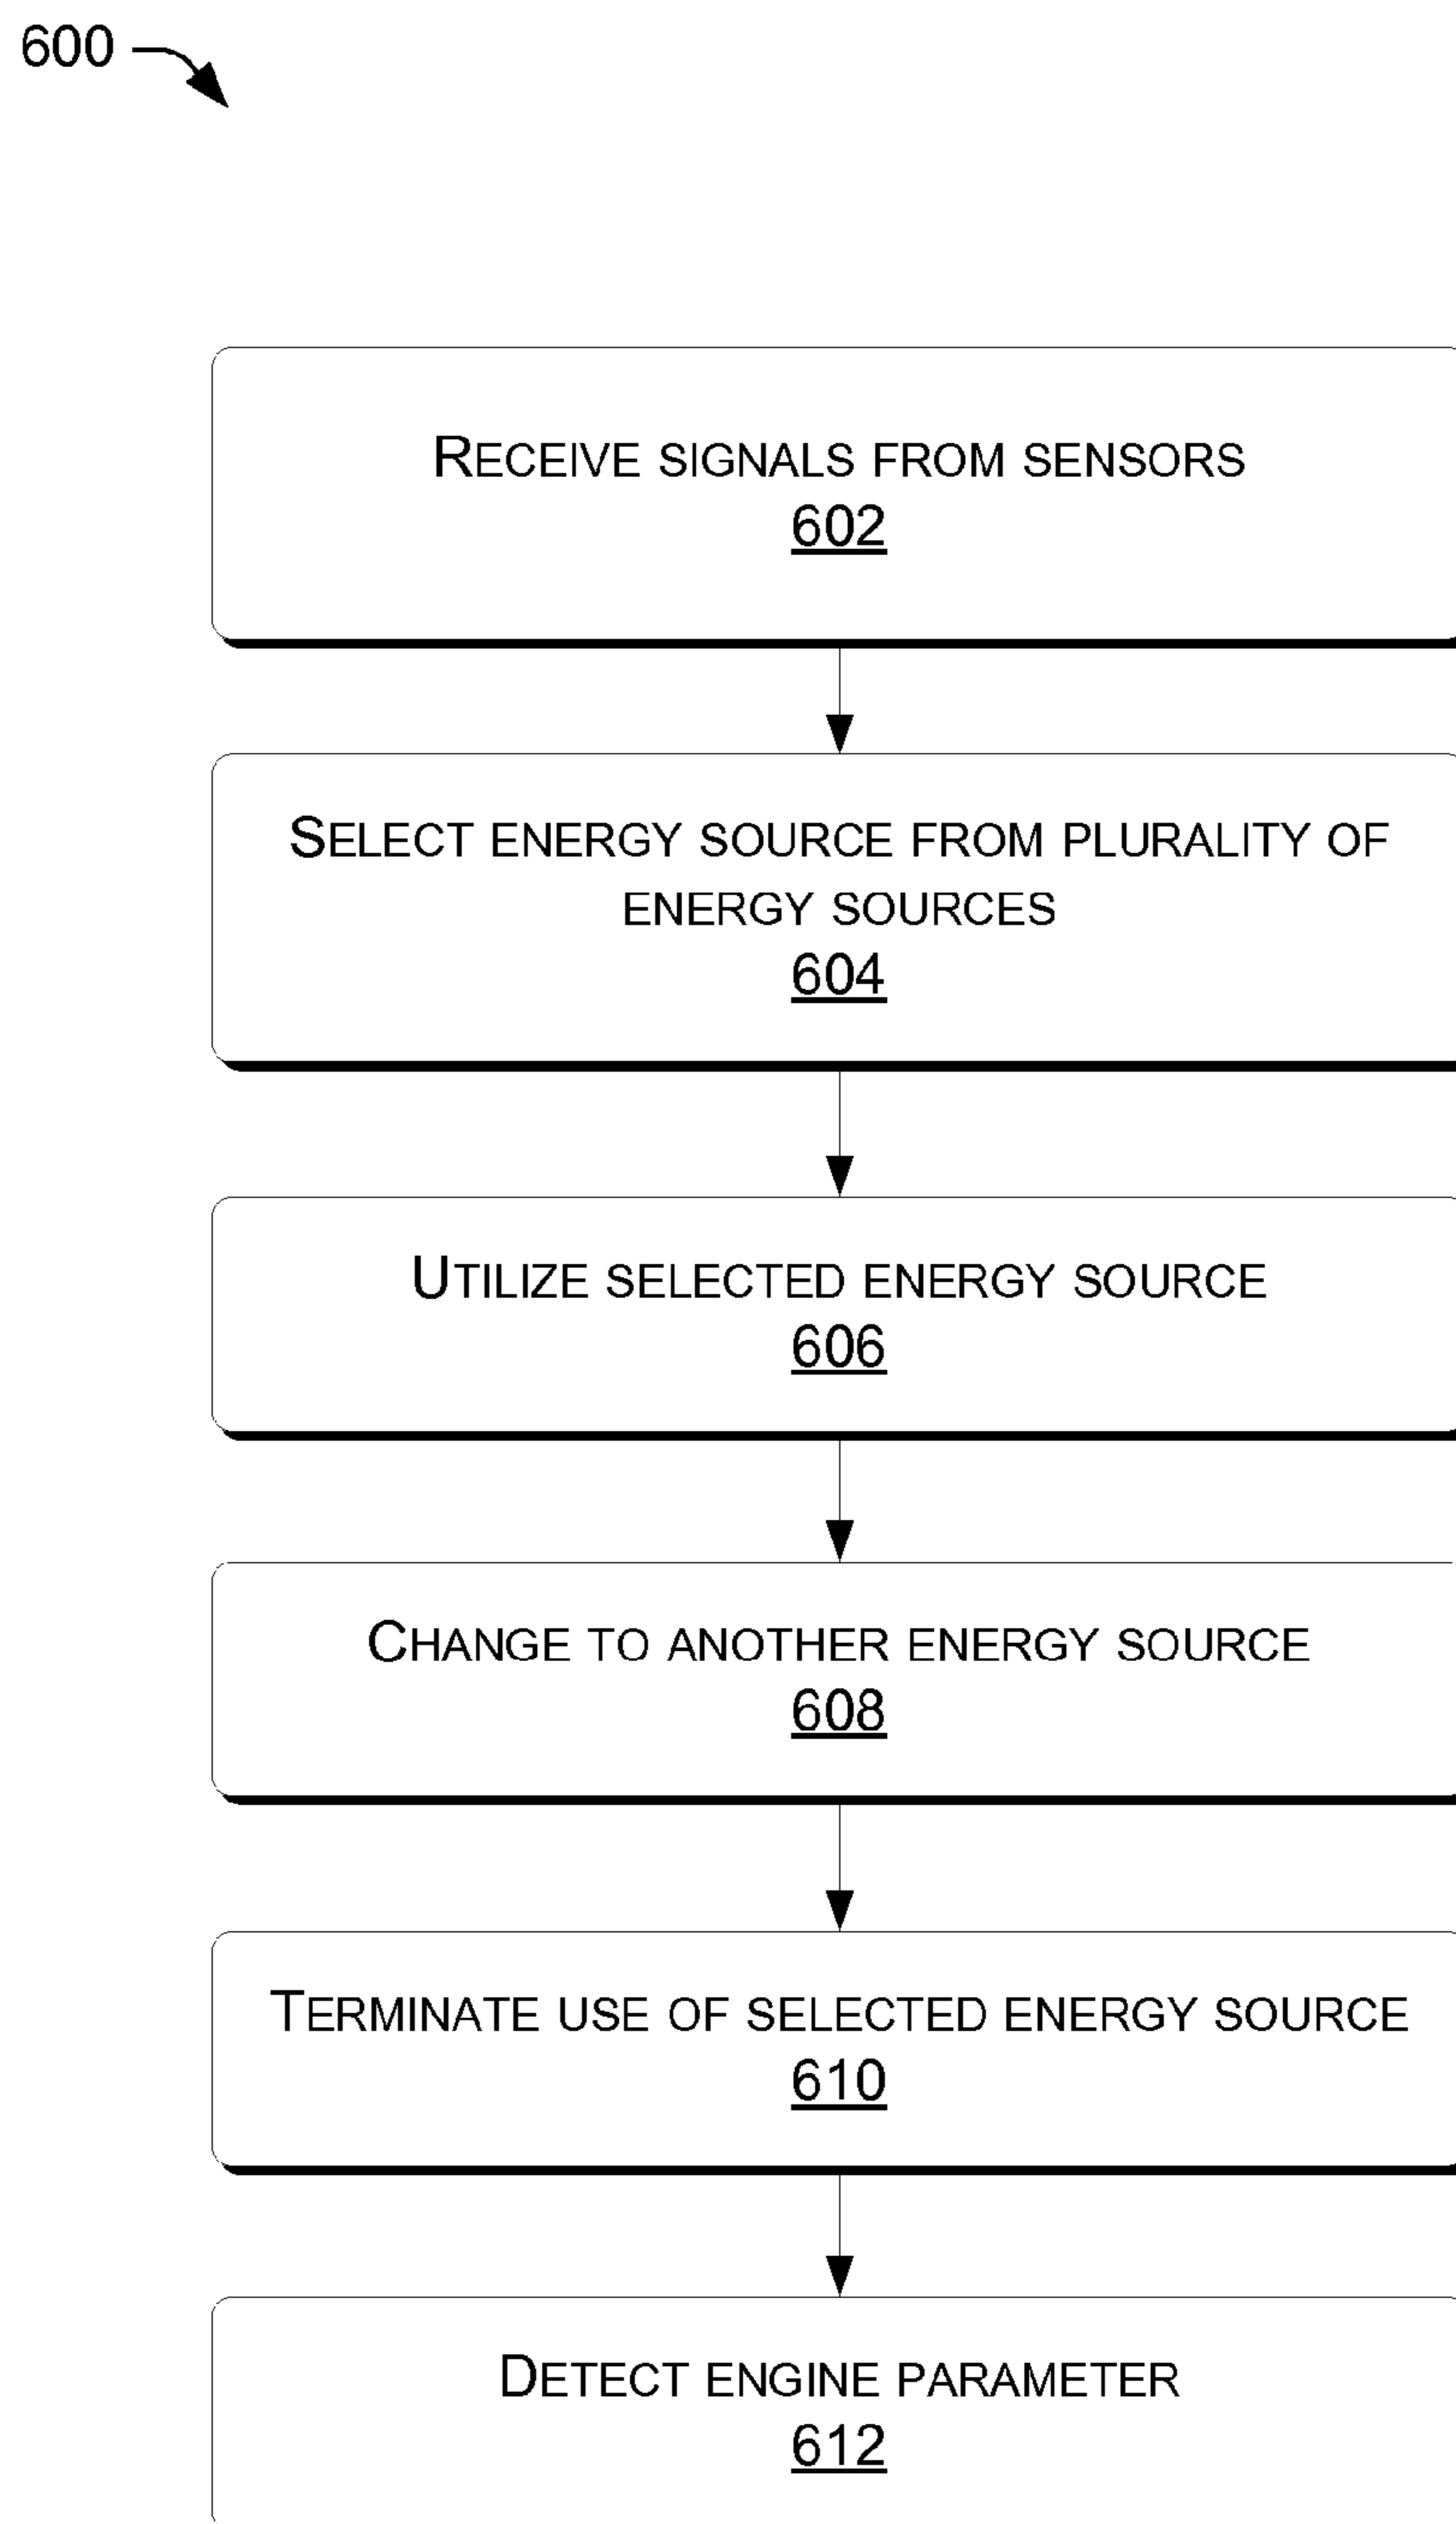 600
RECEIVE SIGNALS FROM SENSORS
602
SELECT ENERGY SOURCE FROM PLURALITY OF
ENERGY SOURCES
604
UTILIZE SELECTED ENERGY SOURCE
606
CHANGE TO ANOTHER ENERGY SOURCE
608
TERMINATE USE OF SELECTED ENERGY SOURCE
610
DETECT ENGINE PARAMETER
612